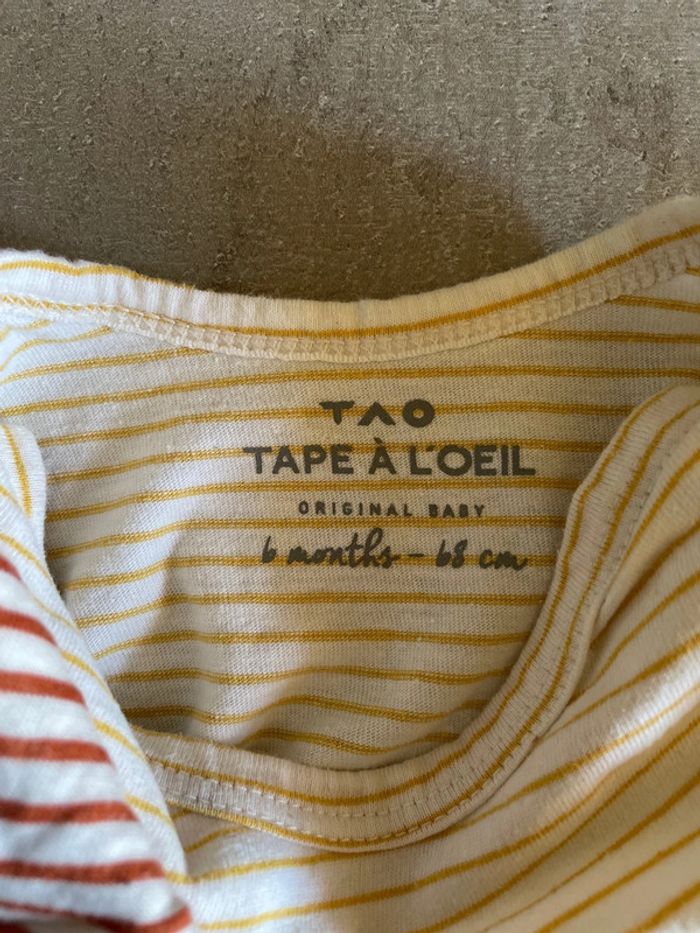 TAO
TAPE À L'OEIL
ORIGINAL BABY
6 months - 68 cm